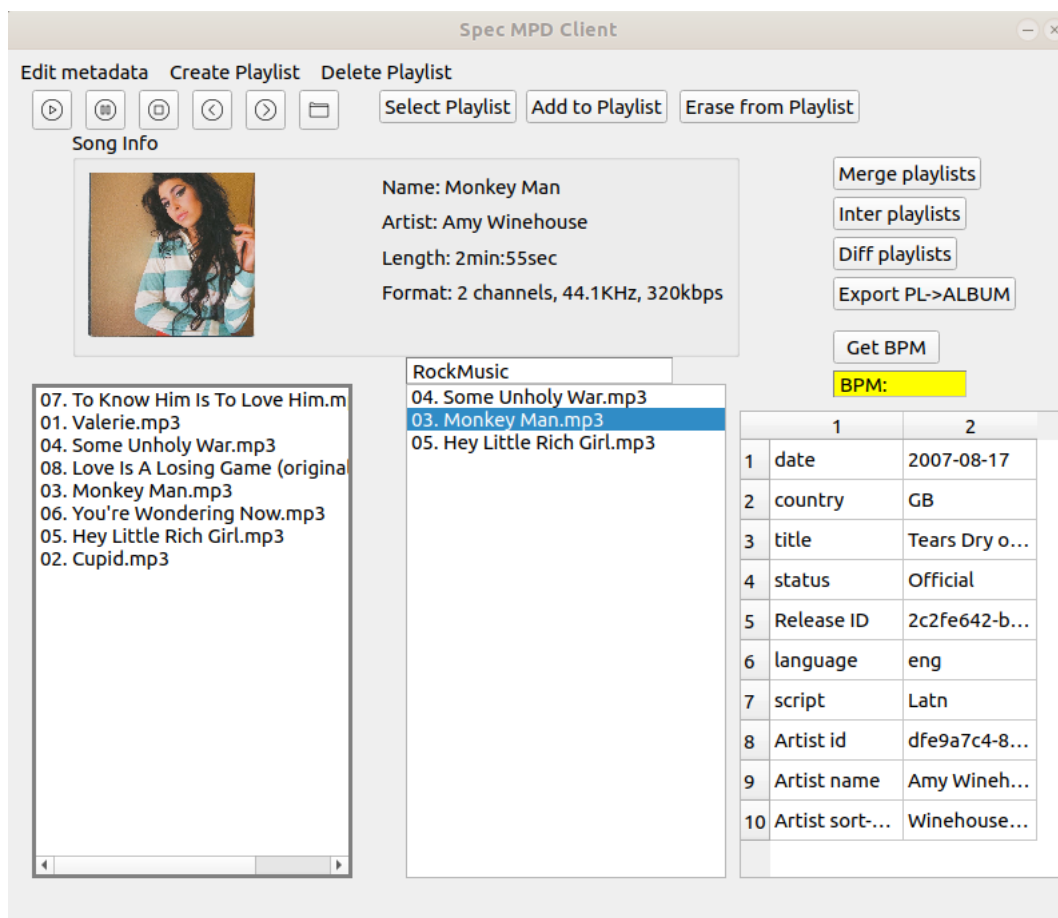 Spec MPD Client
Edit metadata Create Playlist Delete Playlist
Select Playlist Add to Playlist Erase from Playlist
Song Info
Name: Monkey Man
Artist: Amy Winehouse
Length: 2min:55sec
Format: 2 channels, 44.1KHz, 320kbps
Merge playlists
Inter playlists
Diff playlists
Export PL->ALBUM
Get BPM
BPM:
07. To Know Him Is To Love Him.m
01. Valerie.mp3
04. Some Unholy War.mp3
08. Love Is A Losing Game (original
03. Monkey Man.mp3
06. You're Wondering Now.mp3
05. Hey Little Rich Girl.mp3
02. Cupid.mp3
RockMusic
04. Some Unholy War.mp3
03. Monkey Man.mp3
05. Hey Little Rich Girl.mp3
1 2
1 date 2007-08-17
2 country GB
3 title Tears Dry o...
4 status Official
5 Release ID 2c2fe642-b...
6 language eng
7 script Latn
8 Artist id dfe9a7c4-8...
9 Artist name Amy Wineh...
10 Artist sort-... Winehouse...